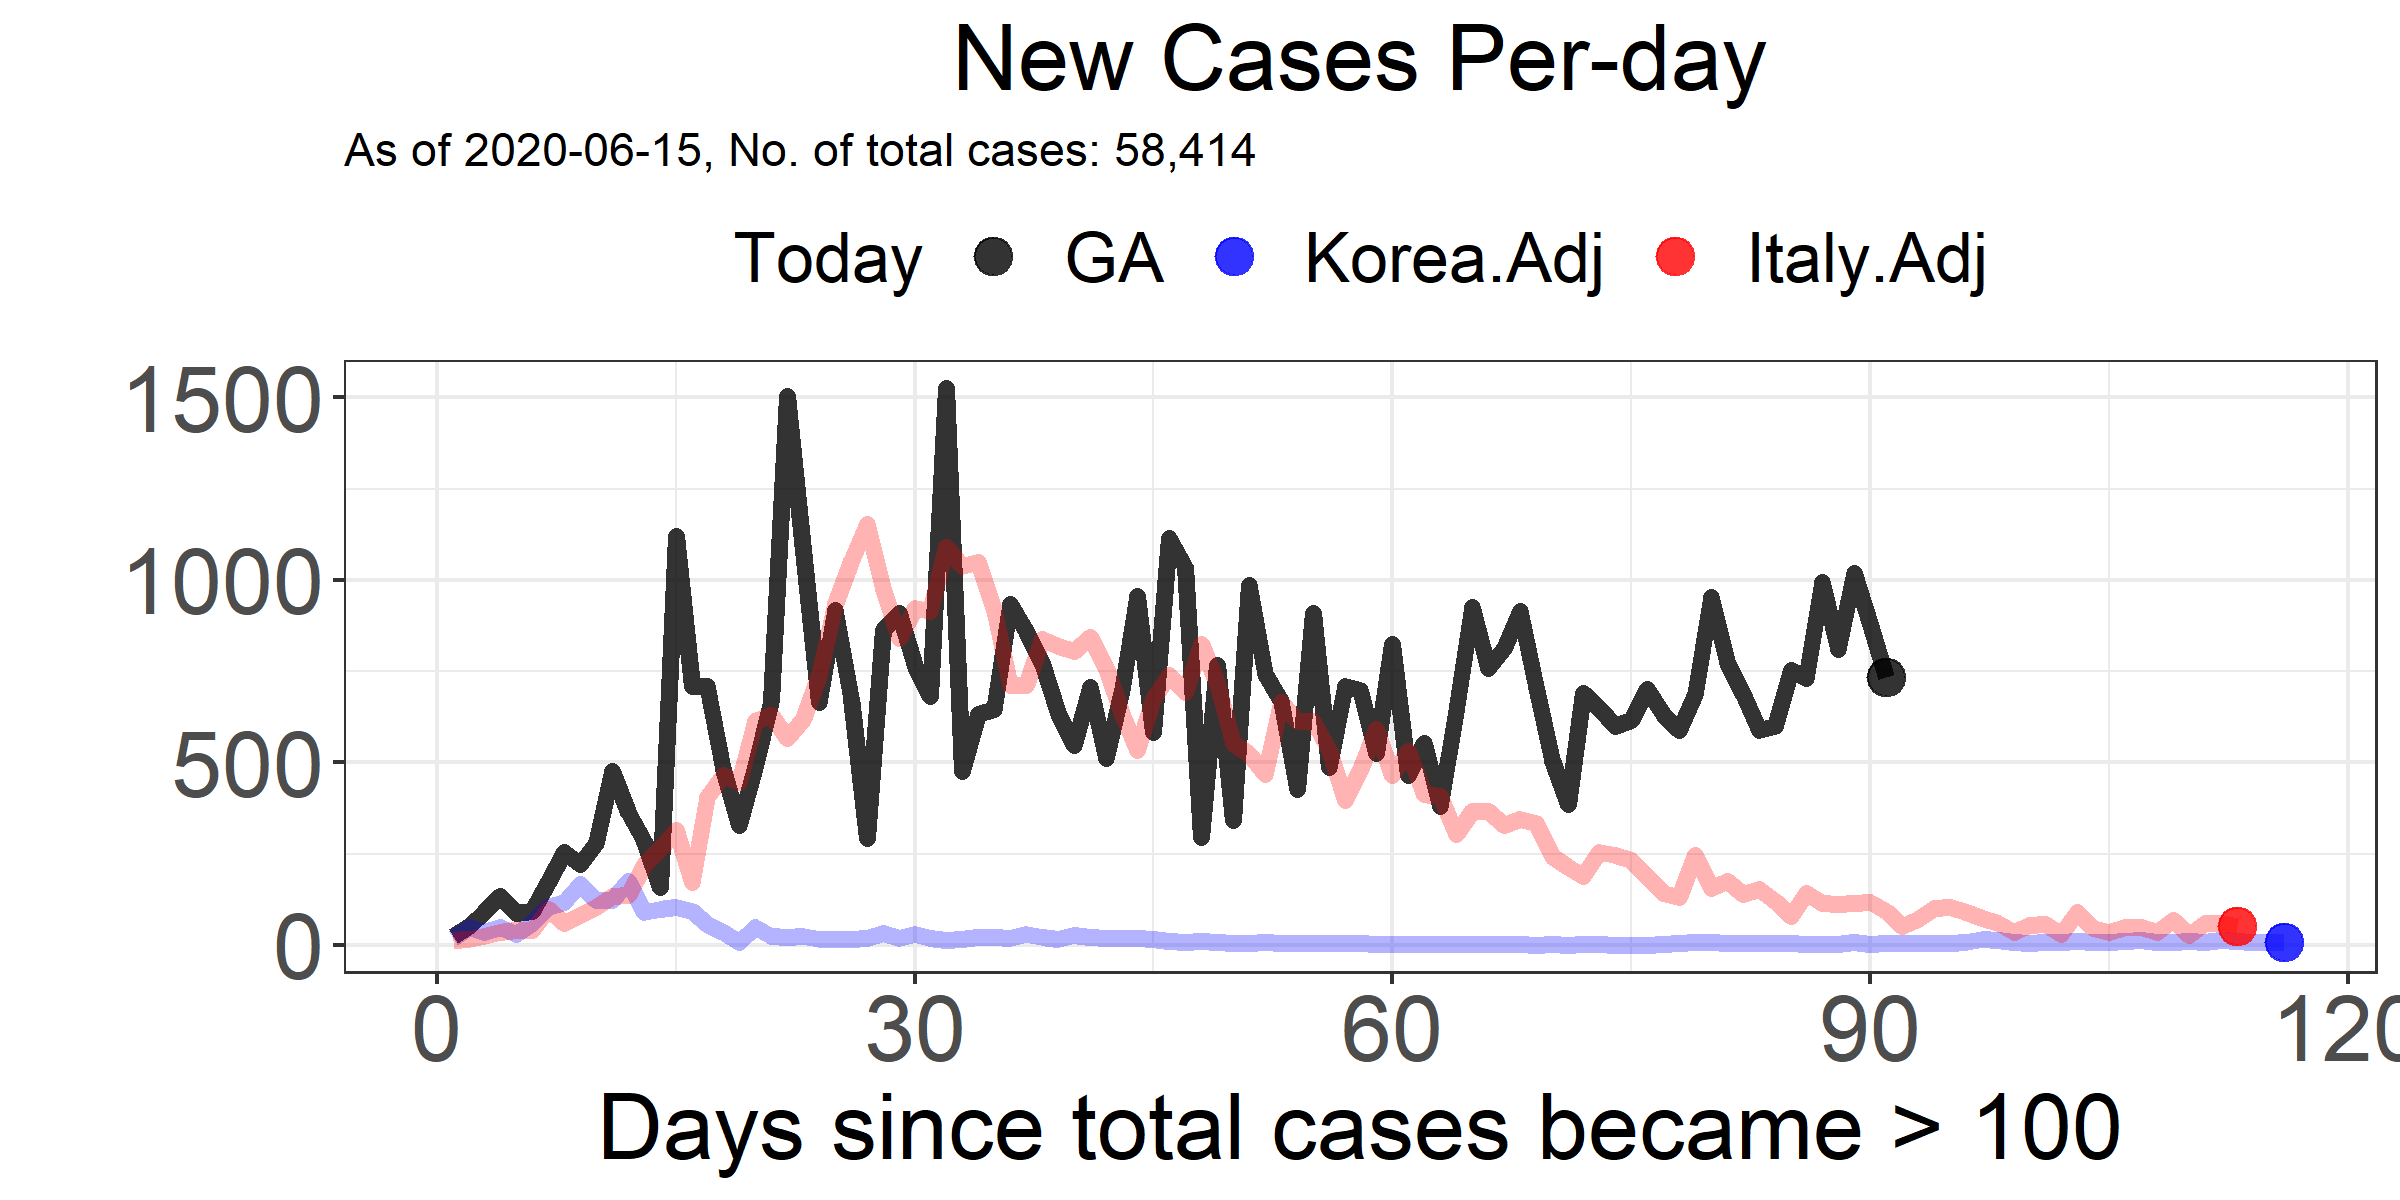 New Cases Per-day
As of 2020-06-15, No. of total cases: 58,414
Today GA Korea.Adj Italy.Adj
1500
1000
500
0
0 30 60 90 120
Days since total cases became > 100